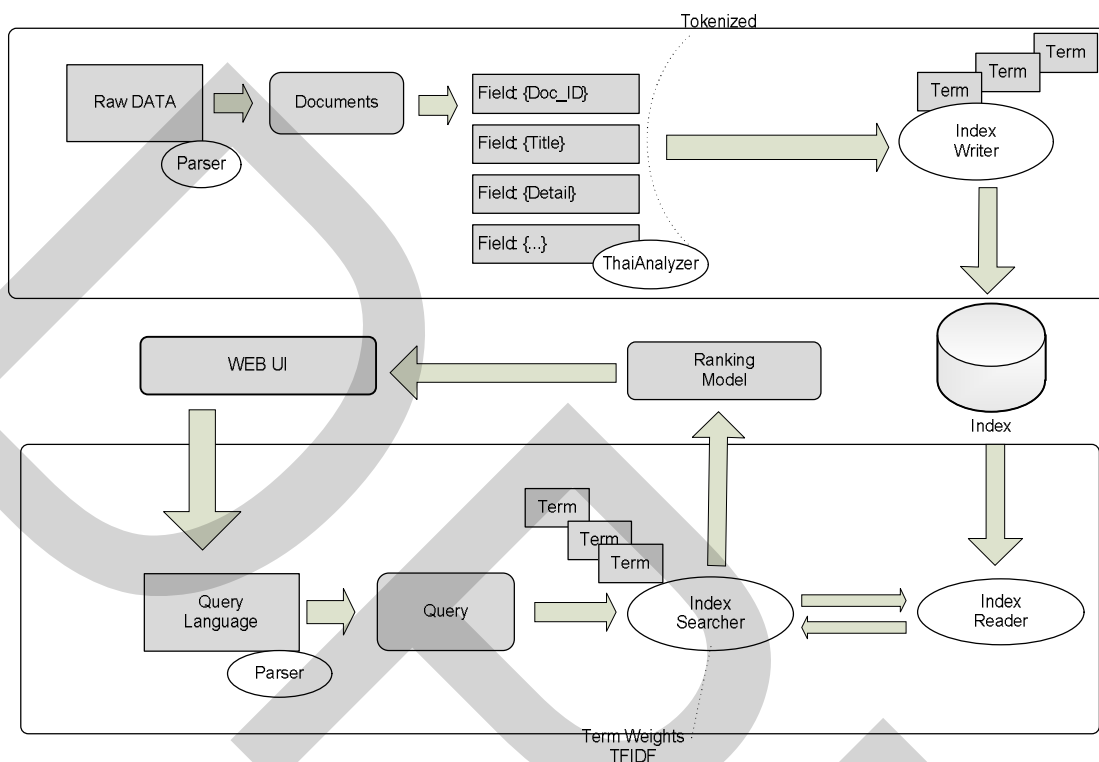 Tokenized
Term
Term
Term
Raw DATA
Documents
Field: {Doc_ID}
Field: {Title}
Field: {Detail}
Field: {...}
Parser
ThaiAnalyzer
Index
Writer
WEB UI
Ranking
Model
Index
Term
Term
Term
Query
Language
Parser
Query
Index
Searcher
Index
Reader
Term Weights
TFIDF